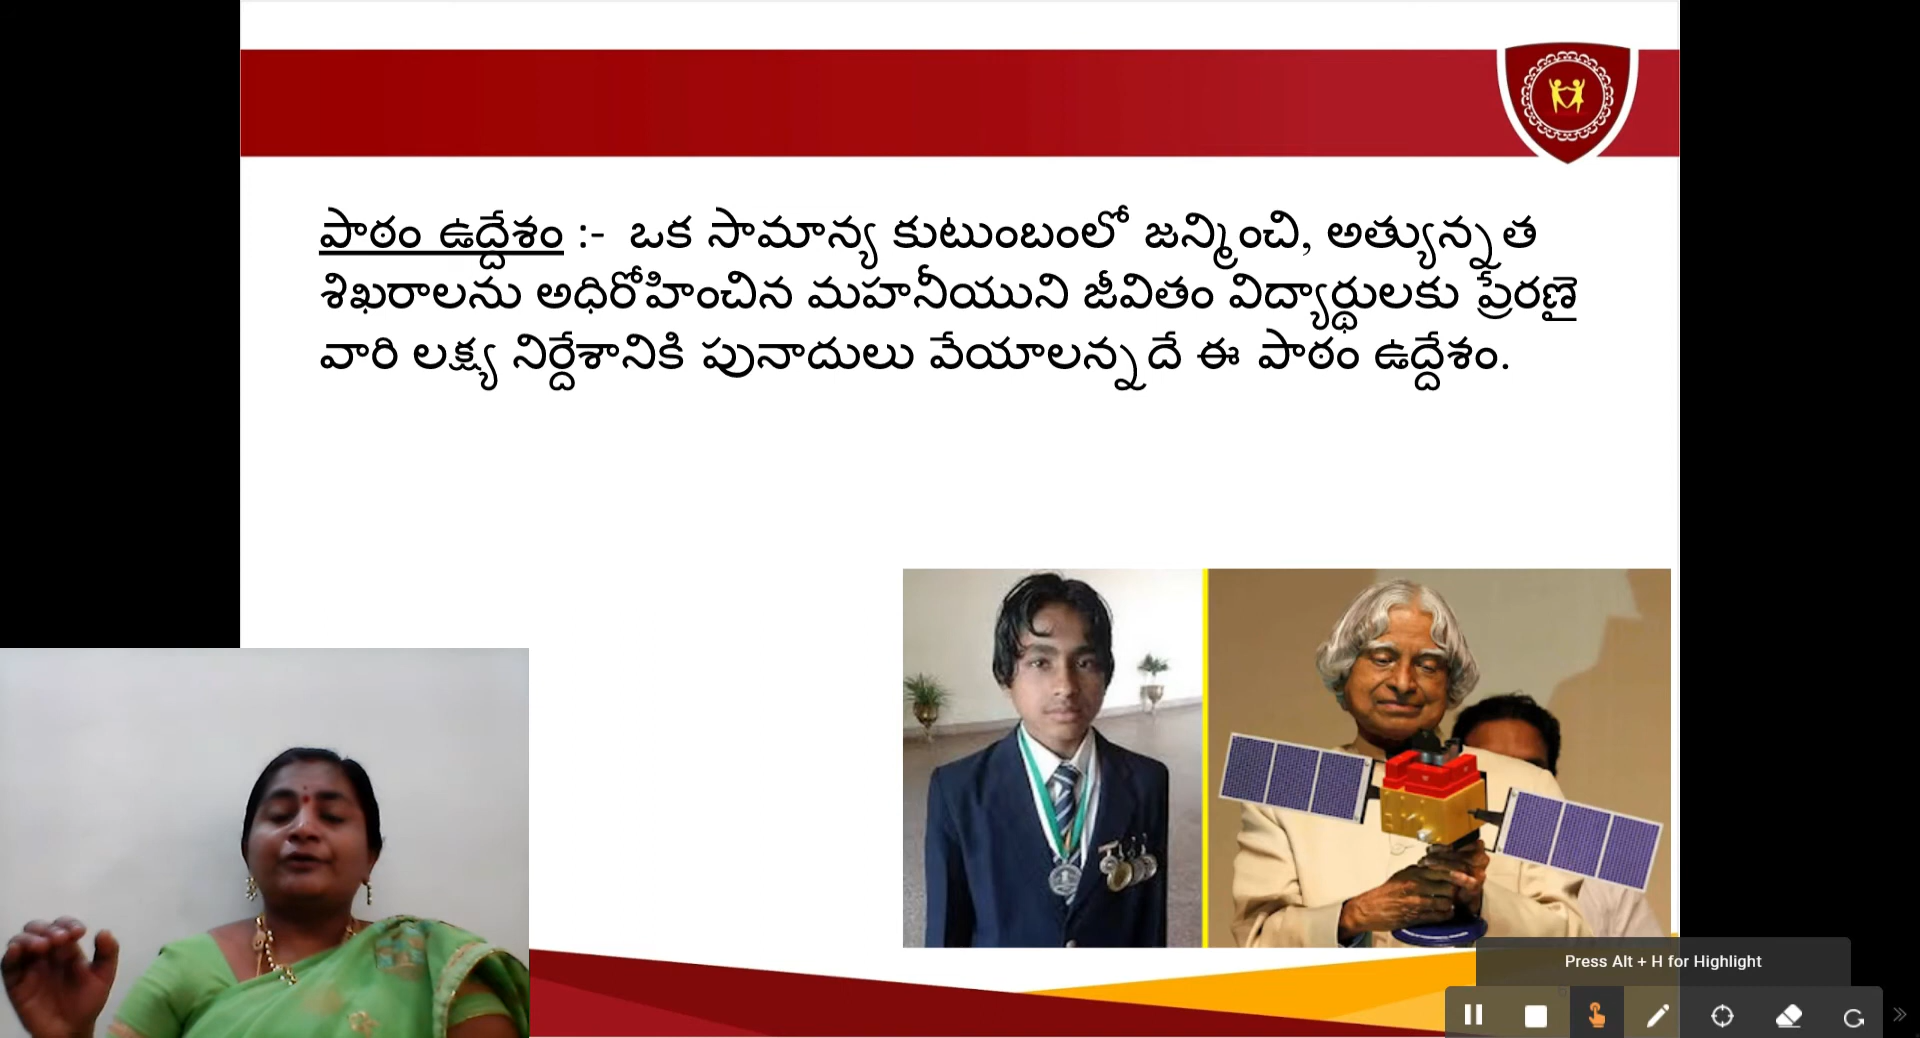 పాఠం ఉద్దేశం :- ఒక సామాన్య కుటుంబంలో జన్మించి, అత్యున్నత
శిఖరాలను అధిరోహించిన మహనీయుని జీవితం విద్యార్థులకు ప్రేరణై
వారి లక్ష్య నిర్దేశానికి పునాదులు వేయాలన్నదే ఈ పాఠం ఉద్దేశం.
Press Alt + H for Highlight